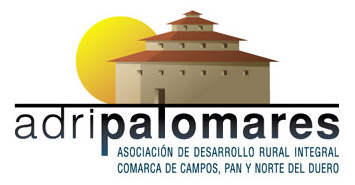 adripalomares
ASOCIACIÓN DE DESARROLLO RURAL INTEGRAL
COMARCA DE CAMPOS, PAN Y NORTE DEL DUERO